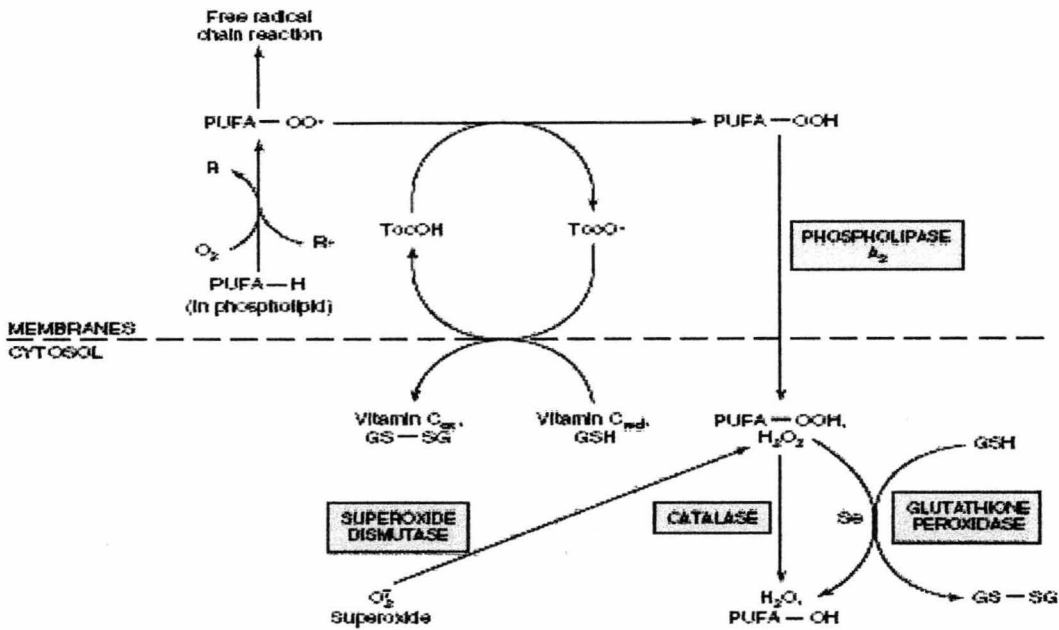 Free radical
chain reaction
PUFA — OO•
PUFA — OOH
R
O₂
R•
TocOH
TocO•
PHOSPHOLIPASE
A₂
PUFA — H
(in phospholipid)
MEMBRANES
CYTOSOL
Vitamin Cox,
GS — SG
Vitamin Cred,
GSH
PUFA — OOH,
H₂O₂
GSH
SUPEROXIDE
DISMUTASE
CATALASE
Se
GLUTATHIONE
PEROXIDASE
O₂⁻
Superoxide
H₂O,
PUFA — OH
GS — SG